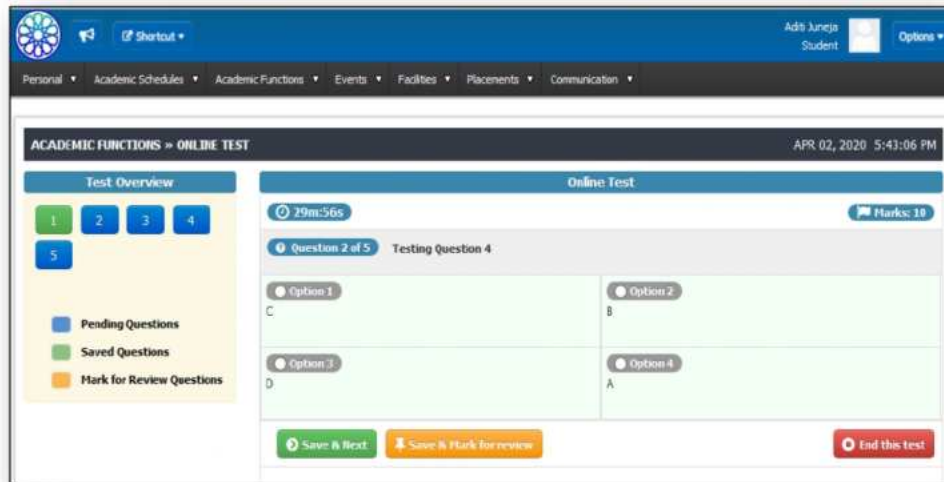 Shortcut
Aditi Juneja
Student
Options
Personal Academic Schedules Academic Functions Events Facilities Placements Communication
ACADEMIC FUNCTIONS » ONLINE TEST APR 02, 2020 5:43:06 PM
Test Overview
1 2 3 4
5
Pending Questions
Saved Questions
Mark for Review Questions
Online Test
29m:56s Marks: 10
Question 2 of 5 Testing Question 4
Option 1
C
Option 2
B
Option 3
D
Option 4
A
Save & Next Save & Mark for review End this test